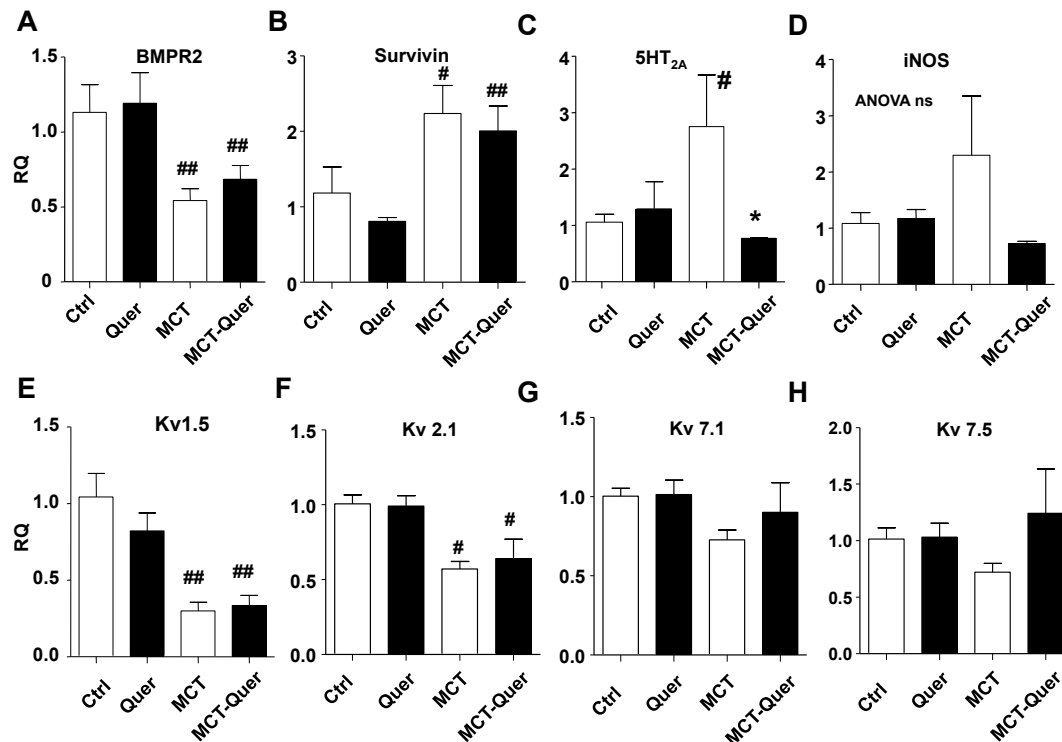 A
BMPR2
1.5
1.0
0.5
0
RQ
##
##
Ctrl
Quer
MCT
MCT-Quer
B
Survivin
3
2
1
0
#
##
Ctrl
Quer
MCT
MCT-Quer
C
5HT2A
4
3
2
1
0
#
*
Ctrl
Quer
MCT
MCT-Quer
D
iNOS
ANOVA ns
4
3
2
1
0
Ctrl
Quer
MCT
MCT-Quer
E
Kv1.5
1.5
1.0
0.5
0.0
RQ
##
##
Ctrl
Quer
MCT
MCT-Quer
F
Kv 2.1
1.5
1.0
0.5
0.0
#
#
Ctrl
Quer
MCT
MCT-Quer
G
Kv 7.1
1.5
1.0
0.5
0.0
Ctrl
Quer
MCT
MCT-Quer
H
Kv 7.5
2.0
1.5
1.0
0.5
0.0
Ctrl
Quer
MCT
MCT-Quer